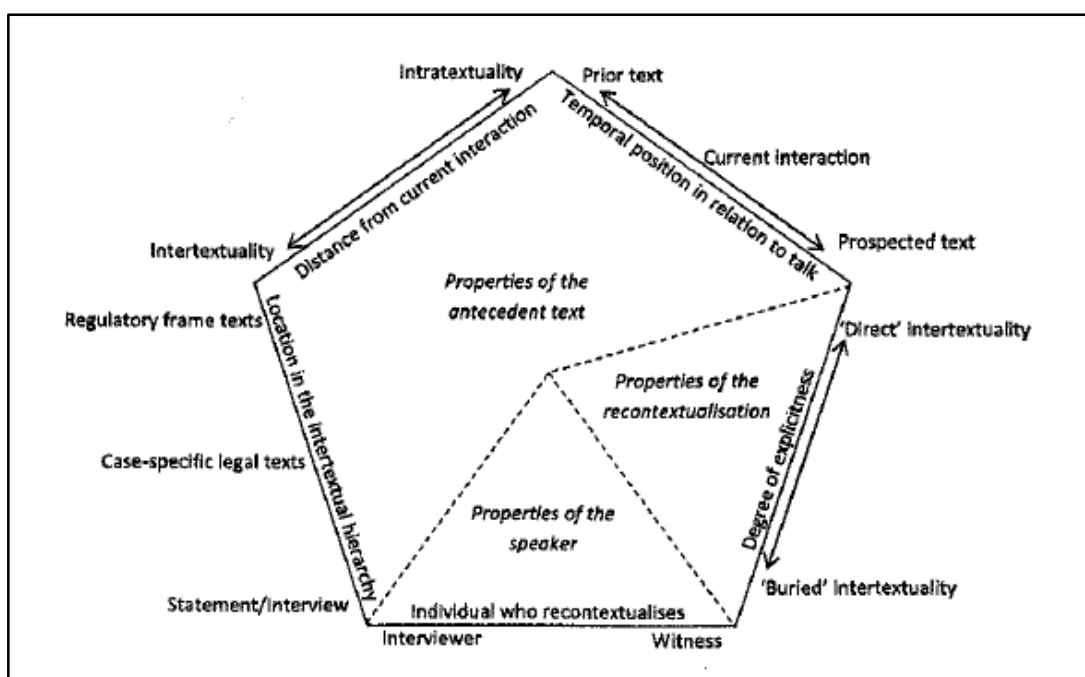 Intratextuality
Prior text
Distance from current interaction
Temporal position in relation to talk
Current interaction
Intertextuality
Prospected text
Properties of the
antecedent text
Regulatory frame texts
Location in the intertextual hierarchy
'Direct' intertextuality
Properties of the
recontextualisation
Degree of explicitness
Case-specific legal texts
Properties of the
speaker
'Buried' intertextuality
Statement/Interview
Individual who recontextualises
Interviewer
Witness